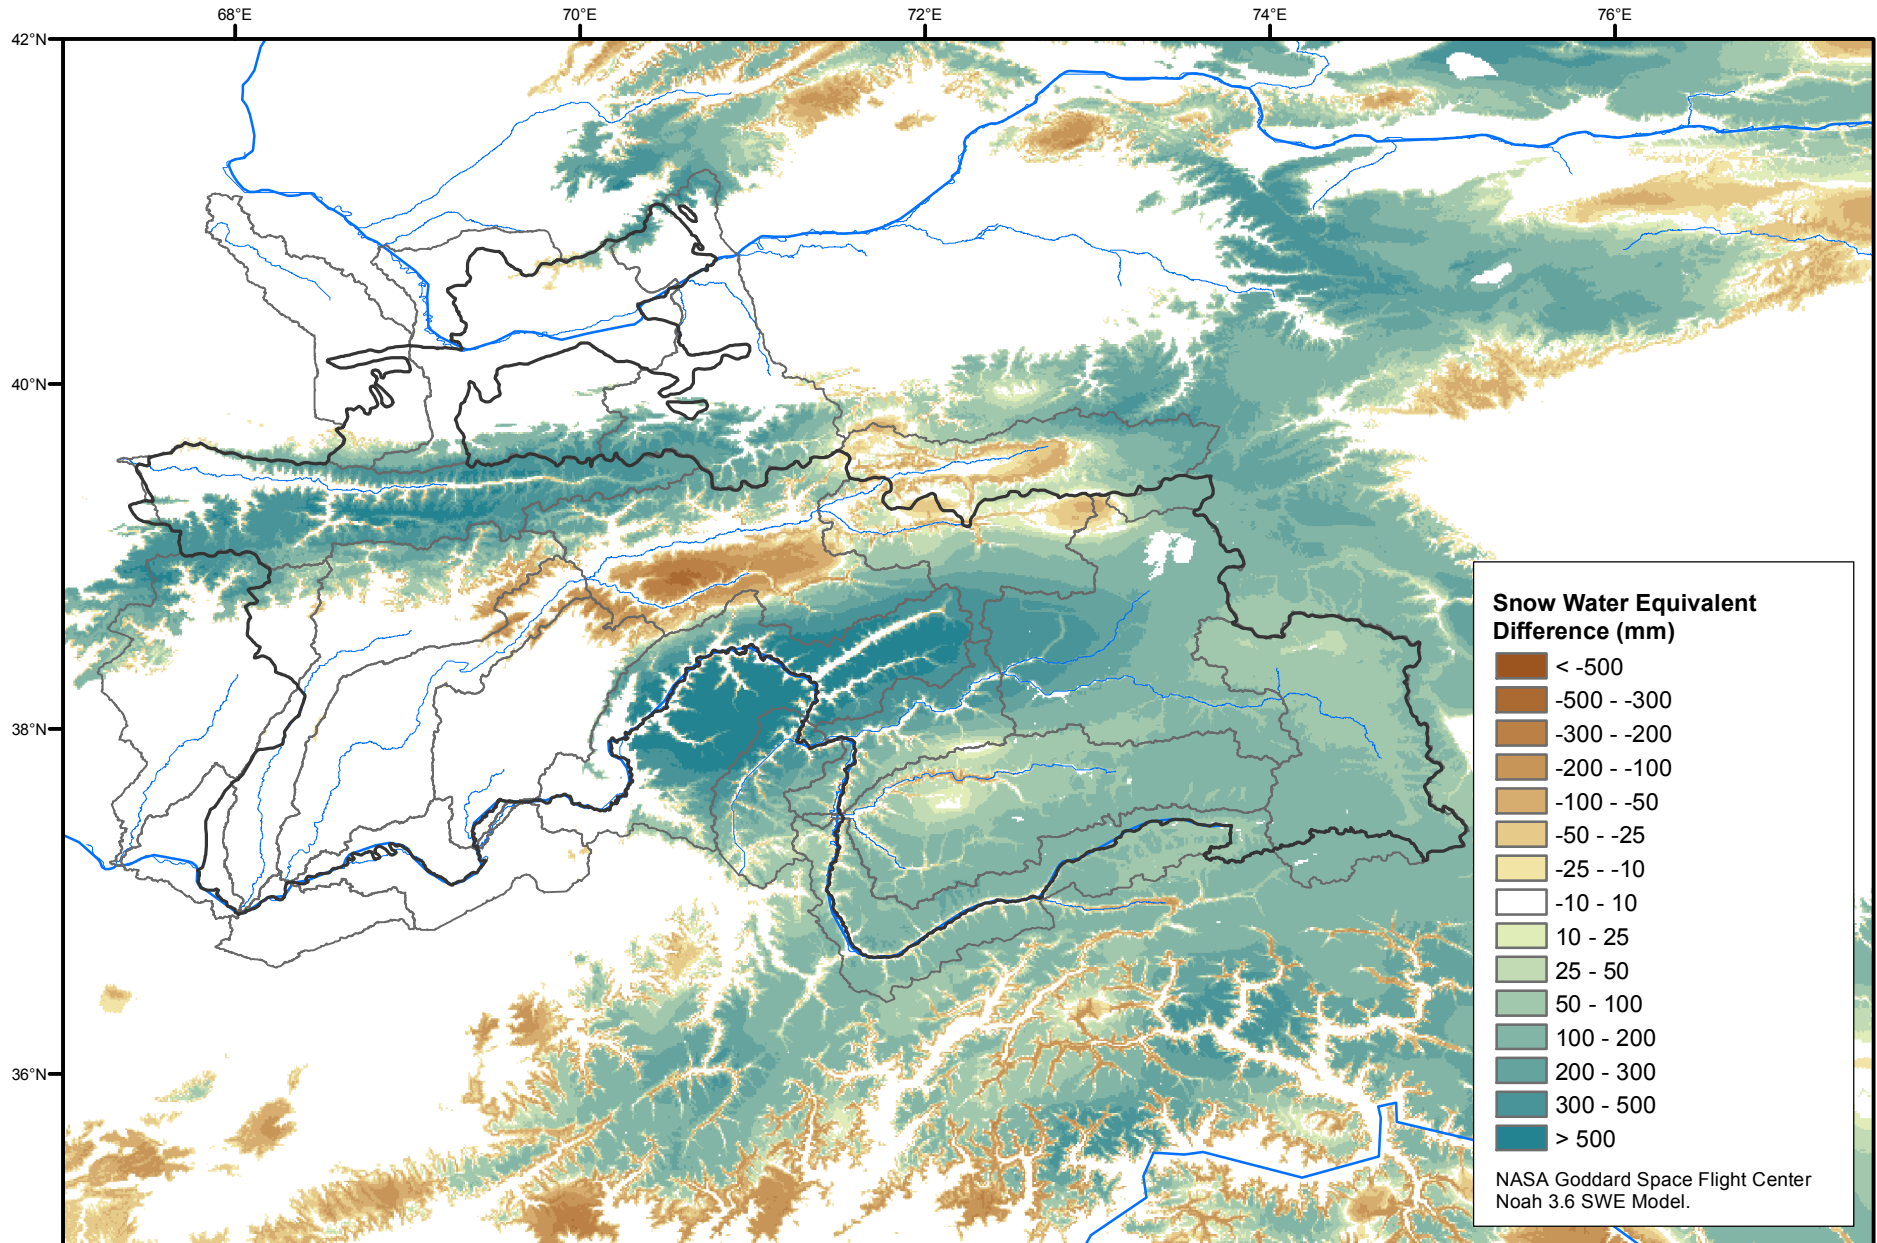 68°E 70°E 72°E 74°E 76°E
42°N
40°N
38°N
36°N
Snow Water Equivalent
Difference (mm)
< -500
-500 - -300
-300 - -200
-200 - -100
-100 - -50
-50 - -25
-25 - -10
-10 - 10
10 - 25
25 - 50
50 - 100
100 - 200
200 - 300
300 - 500
> 500
NASA Goddard Space Flight Center
Noah 3.6 SWE Model.